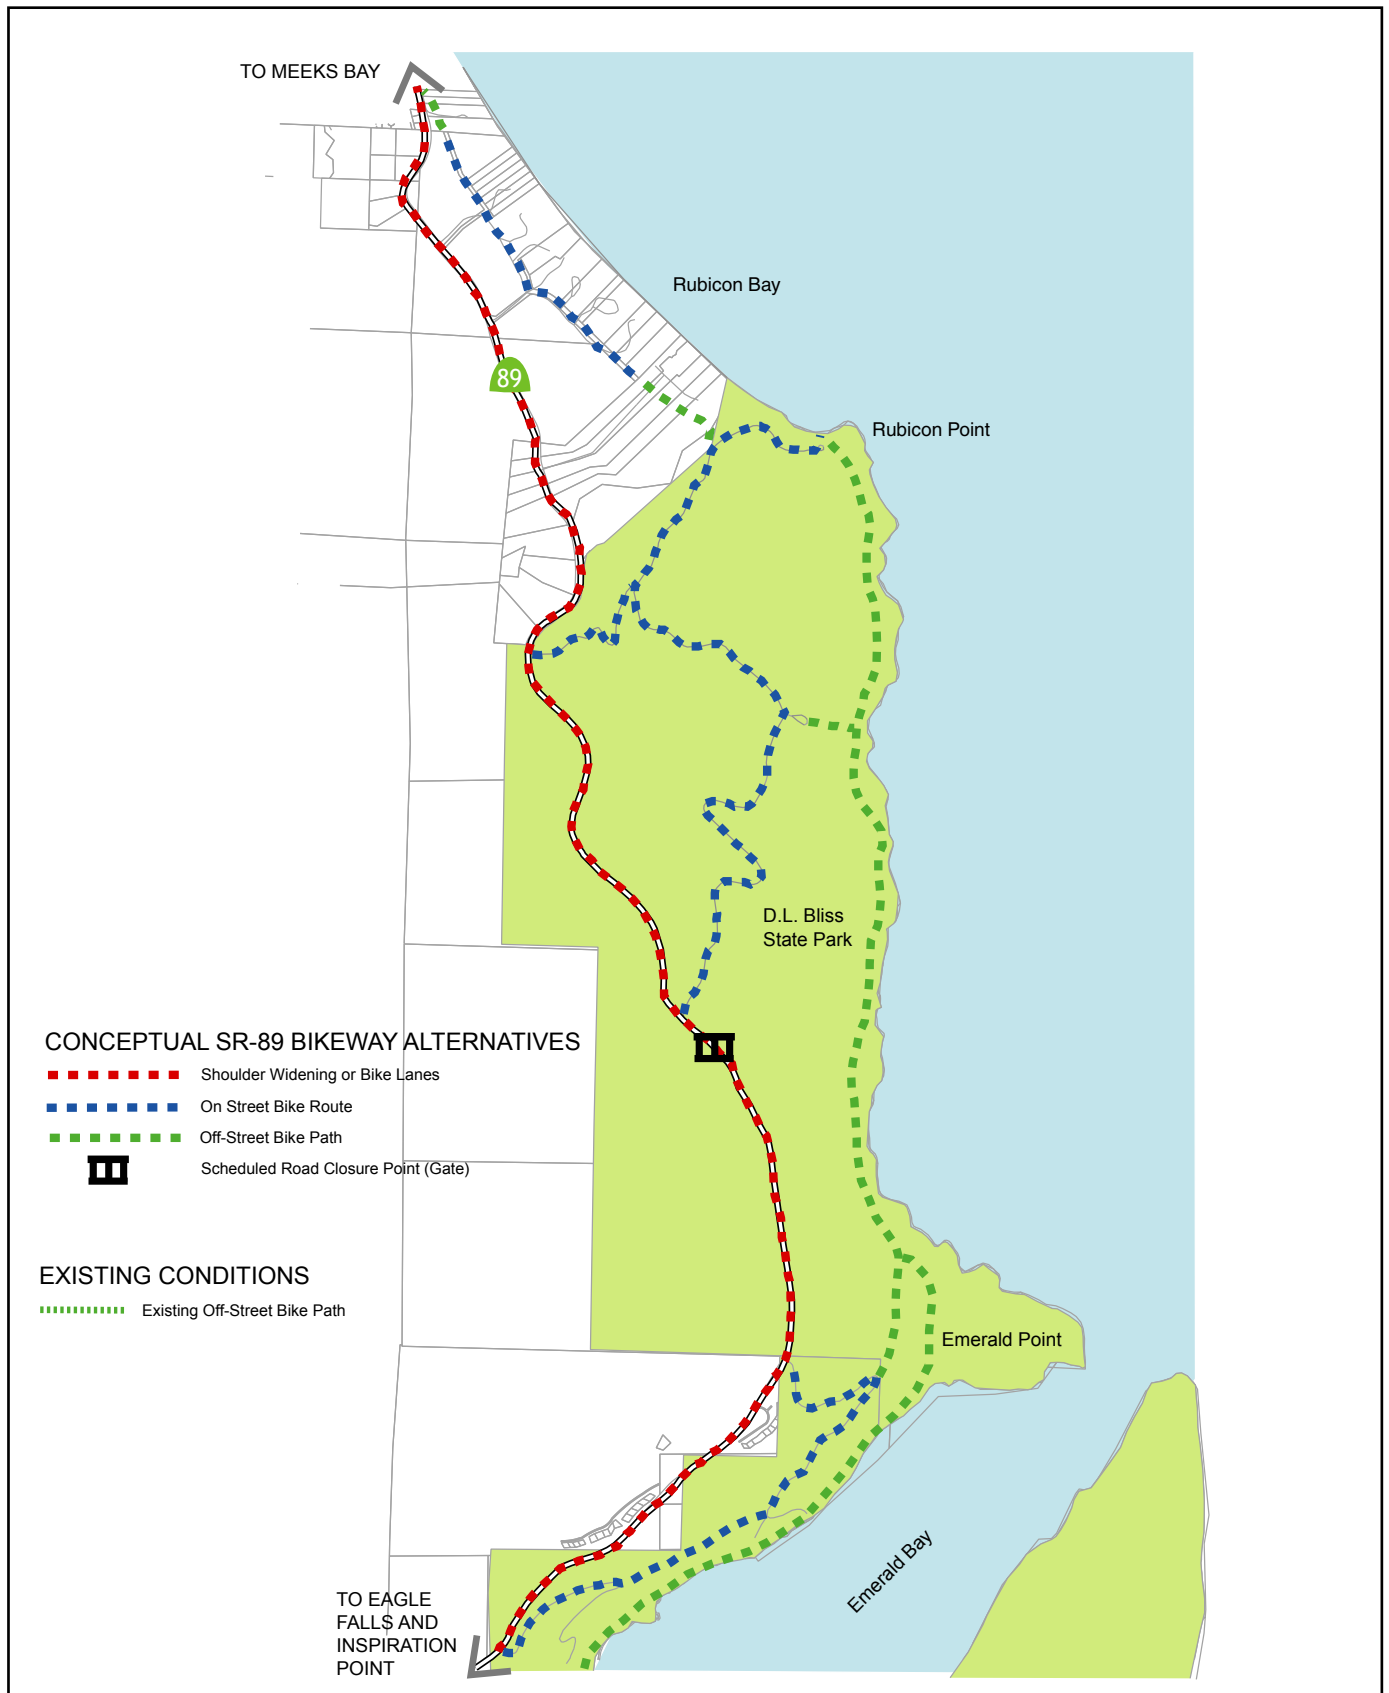 TO MEEKS BAY
Rubicon Bay
89
Rubicon Point
D.L. Bliss
State Park
CONCEPTUAL SR-89 BIKEWAY ALTERNATIVES
Shoulder Widening or Bike Lanes
On Street Bike Route
Off-Street Bike Path
Scheduled Road Closure Point (Gate)
EXISTING CONDITIONS
Existing Off-Street Bike Path
Emerald Point
Emerald Bay
TO EAGLE
FALLS AND
INSPIRATION
POINT